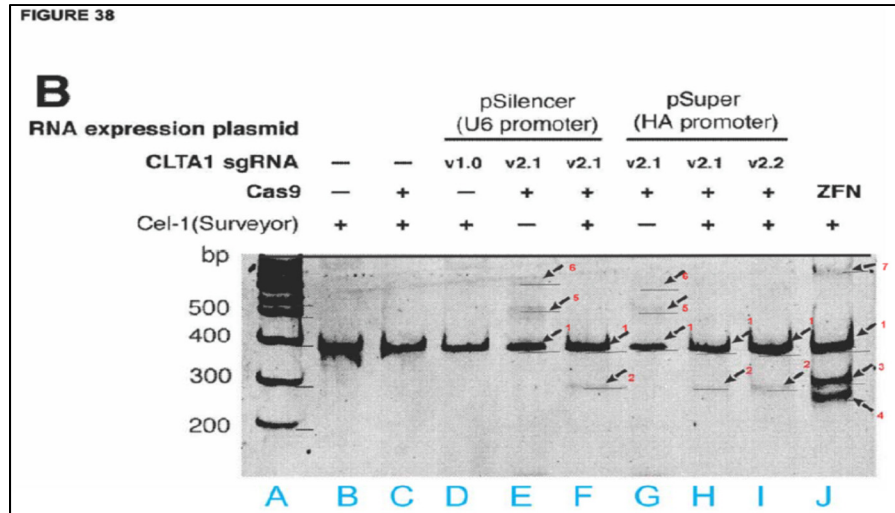 FIGURE 38
B
pSilencer pSuper
(U6 promoter) (HA promoter)
RNA expression plasmid
CLTA1 sgRNA — — v1.0 v2.1 v2.1 v2.1 v2.1 v2.2
Cas9 — + — + + + + + ZFN
Cel-1(Surveyor) + + + — + — + + +
bp
6 6 7
500 5 5
400 1 1 1 1 1 1
300 2 2 2 3
4
200
A B C D E F G H I J